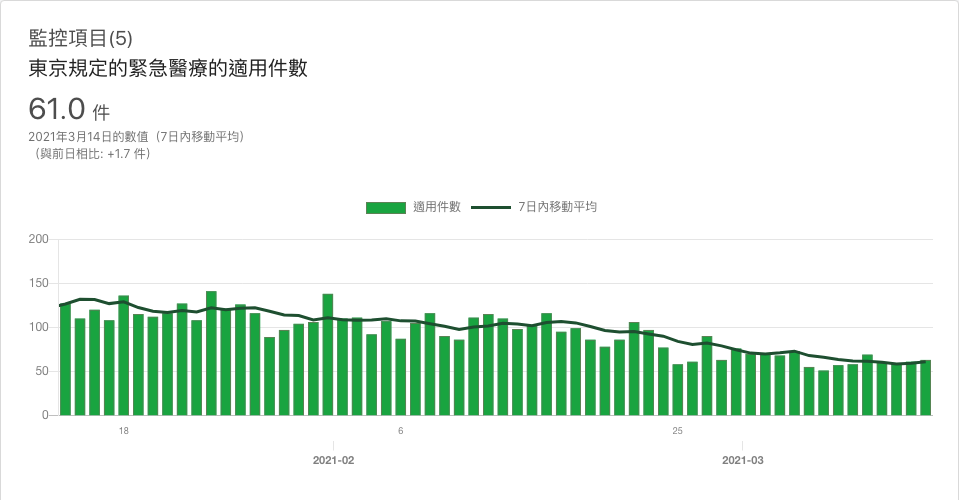 監控項目(5)
東京規定的緊急醫療的適用件數
61.0 件
2021年3月14日的數值（7日內移動平均）
（與前日相比: +1.7 件）
適用件數 7日內移動平均
200
150
100
50
0
18 6 25
2021-02 2021-03